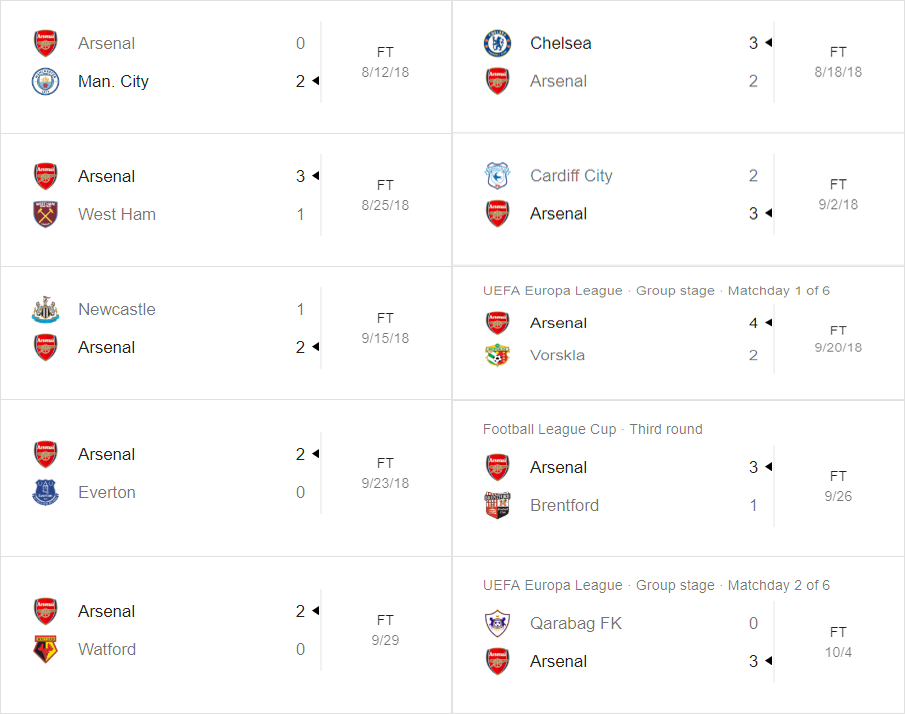 Arsenal 0
FT
Man. City 2
8/12/18
Chelsea 3
FT
Arsenal 2
8/18/18
Arsenal 3
FT
West Ham 1
8/25/18
Cardiff City 2
FT
Arsenal 3
9/2/18
Newcastle 1
FT
Arsenal 2
9/15/18
UEFA Europa League · Group stage · Matchday 1 of 6
Arsenal 4
FT
Vorskla 2
9/20/18
Arsenal 2
FT
Everton 0
9/23/18
Football League Cup · Third round
Arsenal 3
FT
Brentford 1
9/26
Arsenal 2
FT
Watford 0
9/29
UEFA Europa League · Group stage · Matchday 2 of 6
Qarabag FK 0
FT
Arsenal 3
10/4